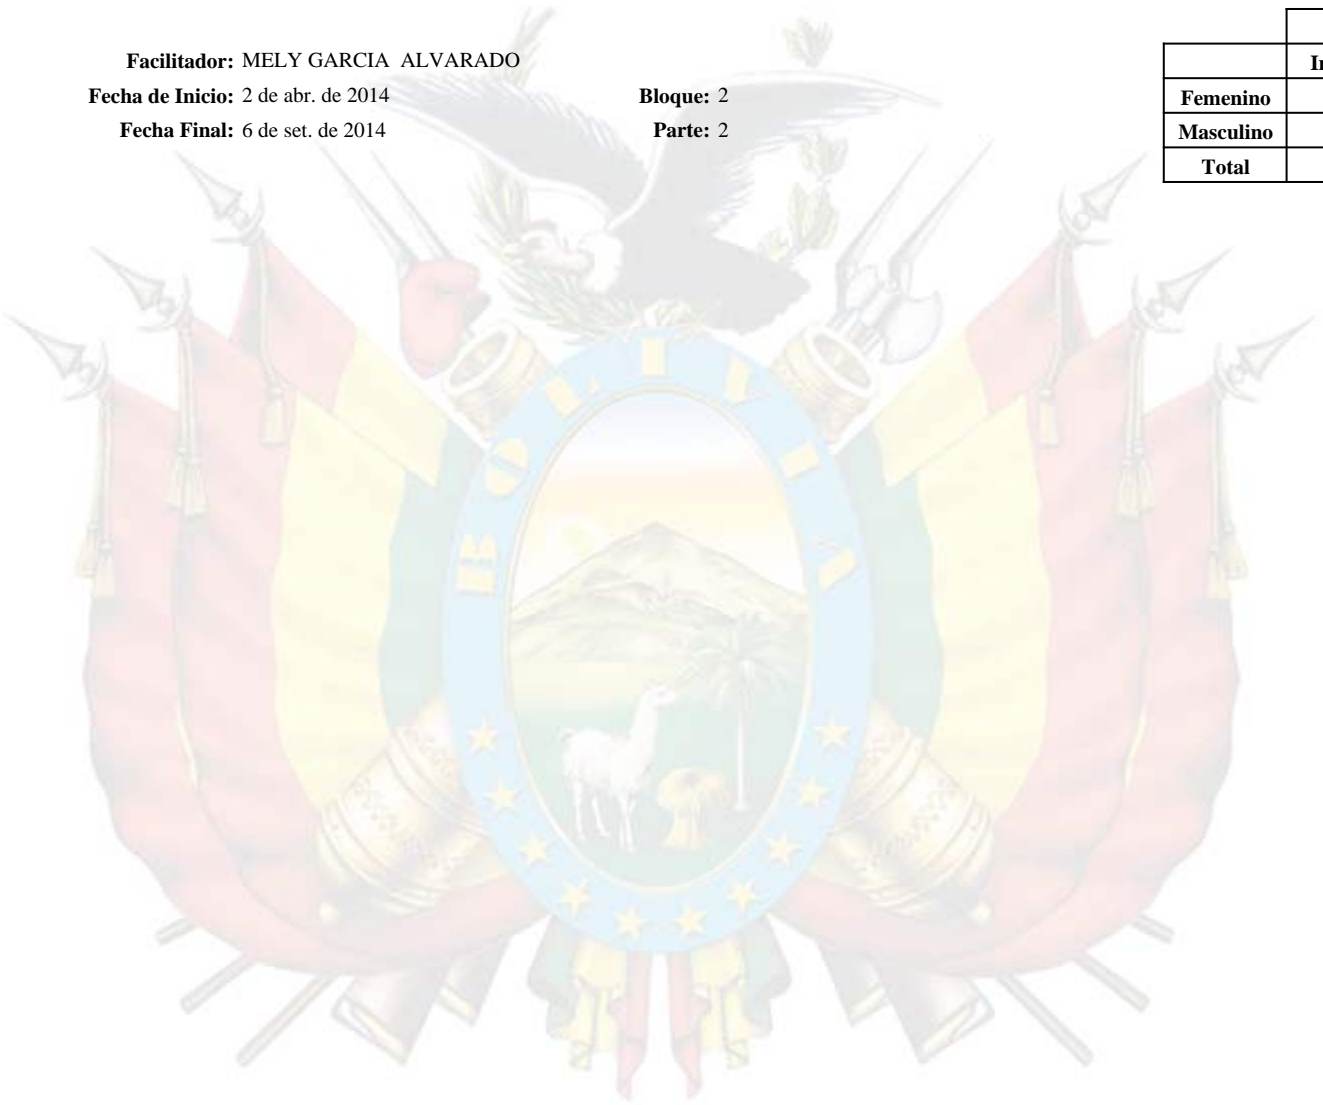 Facilitador: MELY GARCIA ALVARADO
Fecha de Inicio: 2 de abr. de 2014 Bloque: 2
Fecha Final: 6 de set. de 2014 Parte: 2
Femenino
Masculino
Total
BOLIVIA